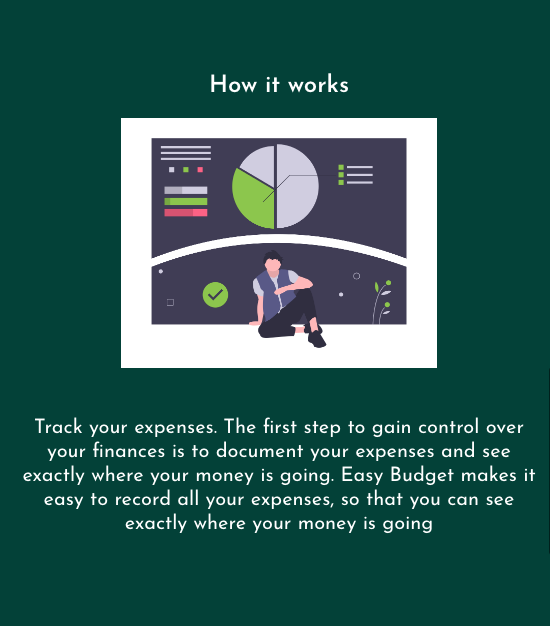 How it works
Track your expenses. The first step to gain control over
your finances is to document your expenses and see
exactly where your money is going. Easy Budget makes it
easy to record all your expenses, so that you can see
exactly where your money is going